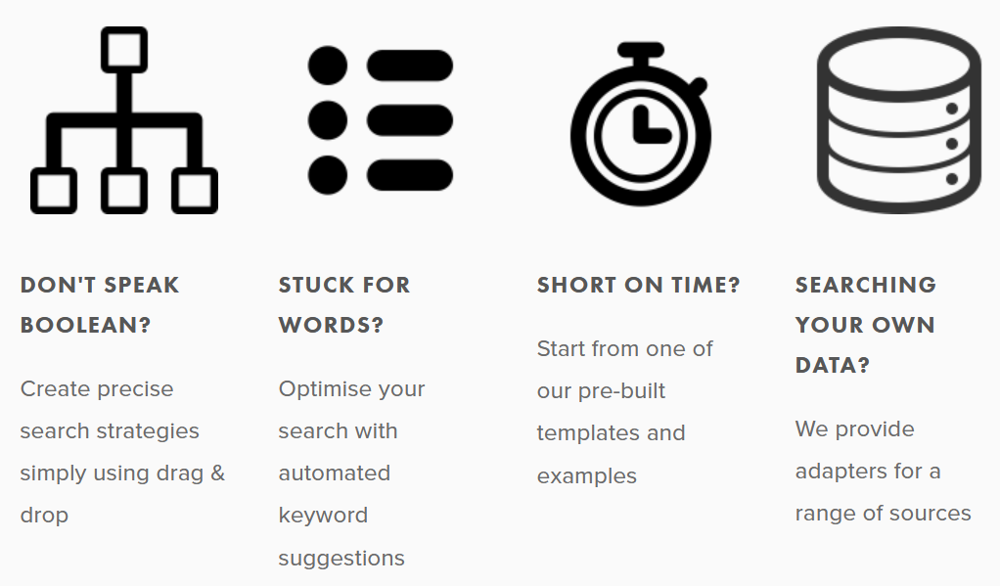 DON'T SPEAK
BOOLEAN?
Create precise
search strategies
simply using drag &
drop
STUCK FOR
WORDS?
Optimise your
search with
automated
keyword
suggestions
SHORT ON TIME?
Start from one of
our pre-built
templates and
examples
SEARCHING
YOUR OWN
DATA?
We provide
adapters for a
range of sources